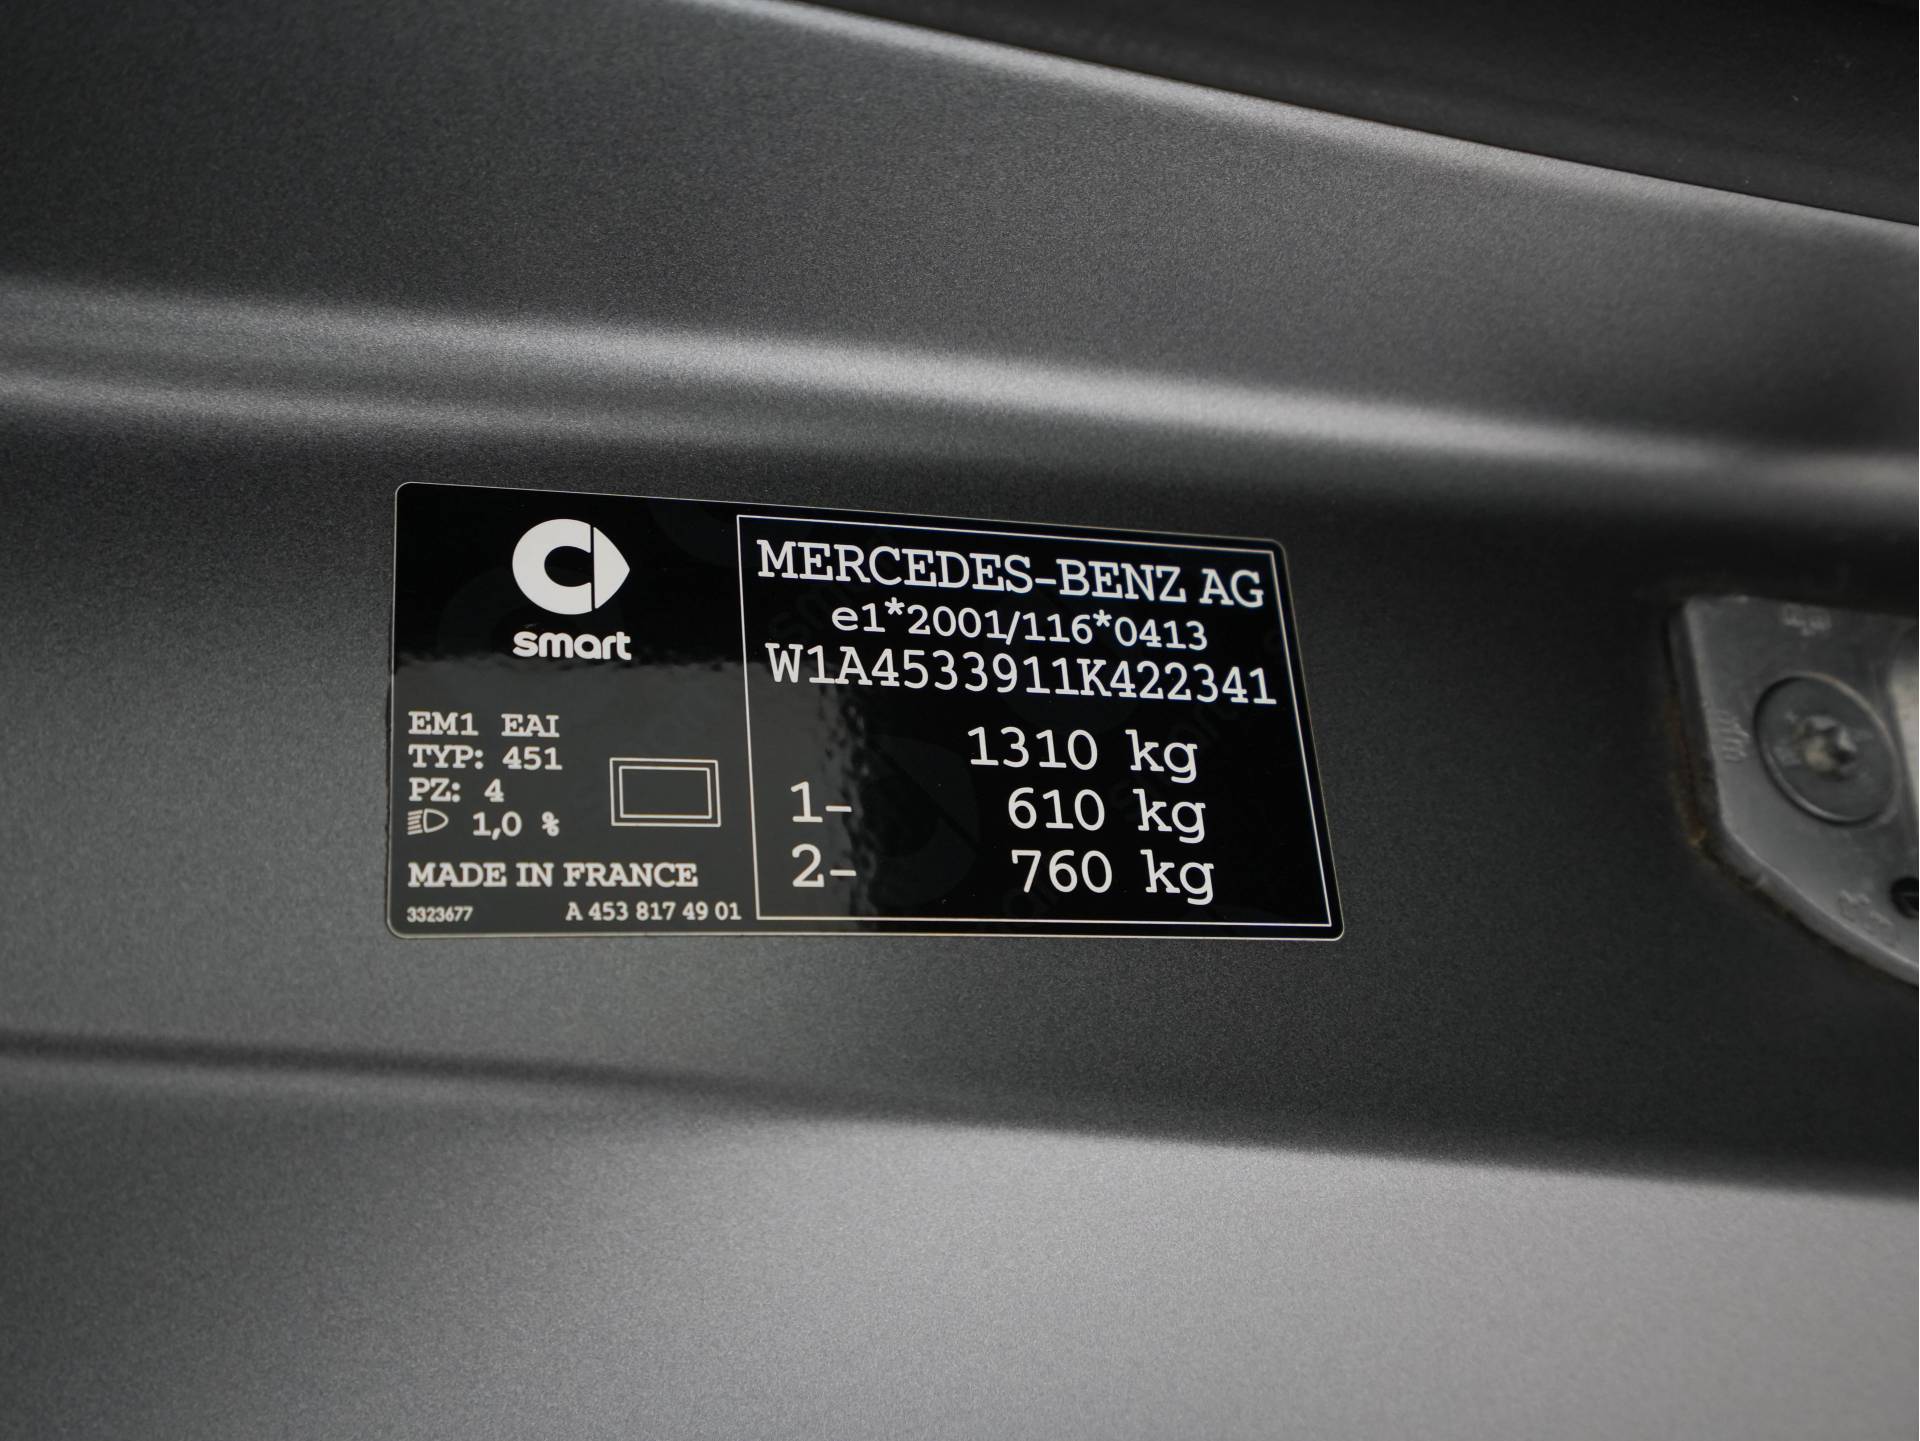 smart
EM1 EAI
TYP: 451
PZ: 4
1,0 %
MADE IN FRANCE
3323677 A 453 817 49 01
MERCEDES-BENZ AG
e1*2001/116*0413
W1A4533911K422341
1310 kg
1- 610 kg
2- 760 kg